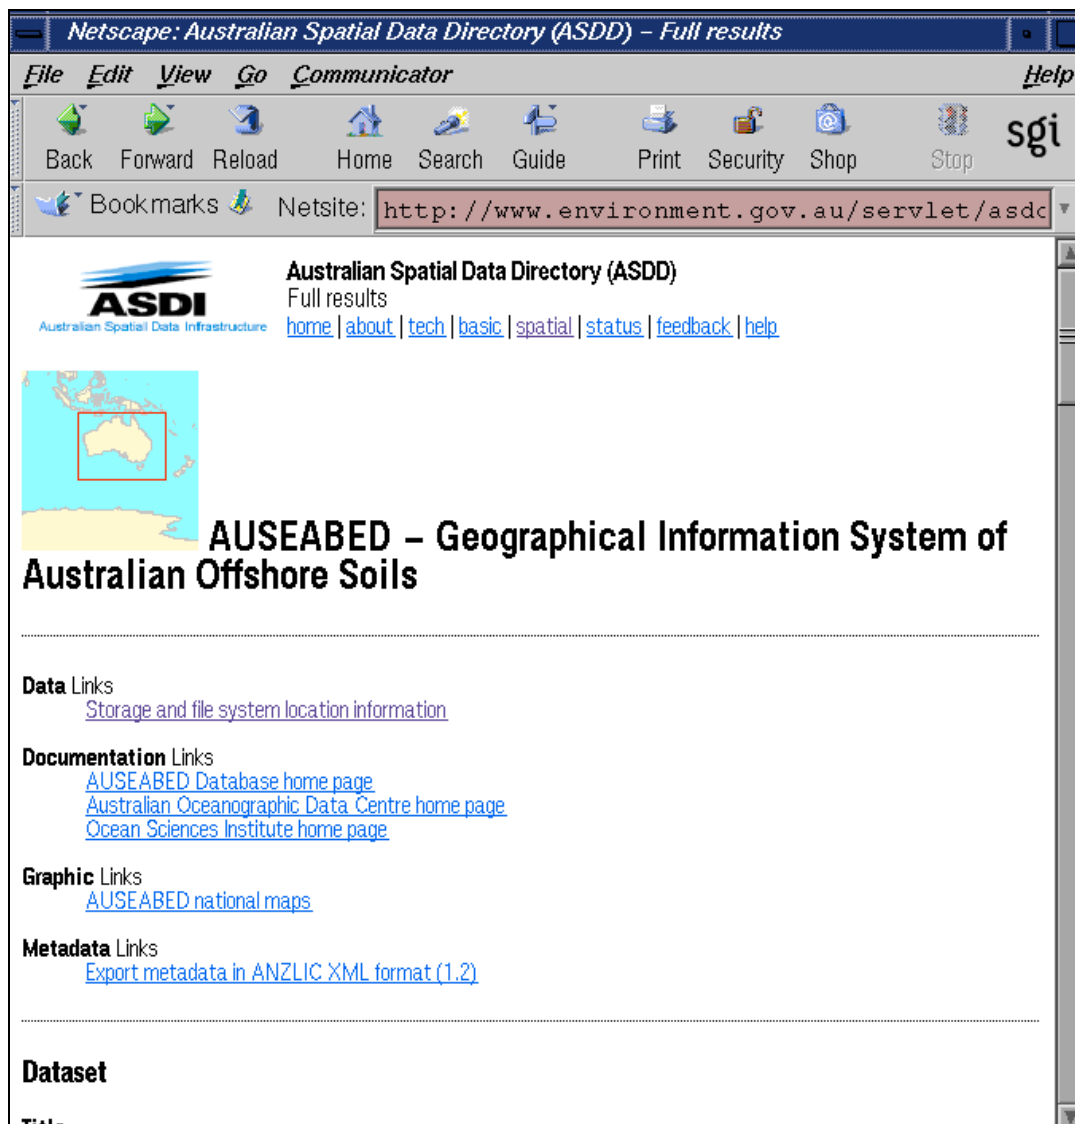 Netscape: Australian Spatial Data Directory (ASDD) – Full results
File Edit View Go Communicator Help
Back Forward Reload Home Search Guide Print Security Shop Stop sgi
Bookmarks Netsite: http://www.environment.gov.au/servlet/asdc
ASDI
Australian Spatial Data Infrastructure
Australian Spatial Data Directory (ASDD)
Full results
home | about | tech | basic | spatial | status | feedback | help
AUSEABED – Geographical Information System of
Australian Offshore Soils
Data Links
Storage and file system location information
Documentation Links
AUSEABED Database home page
Australian Oceanographic Data Centre home page
Ocean Sciences Institute home page
Graphic Links
AUSEABED national maps
Metadata Links
Export metadata in ANZLIC XML format (1.2)
Dataset
Title